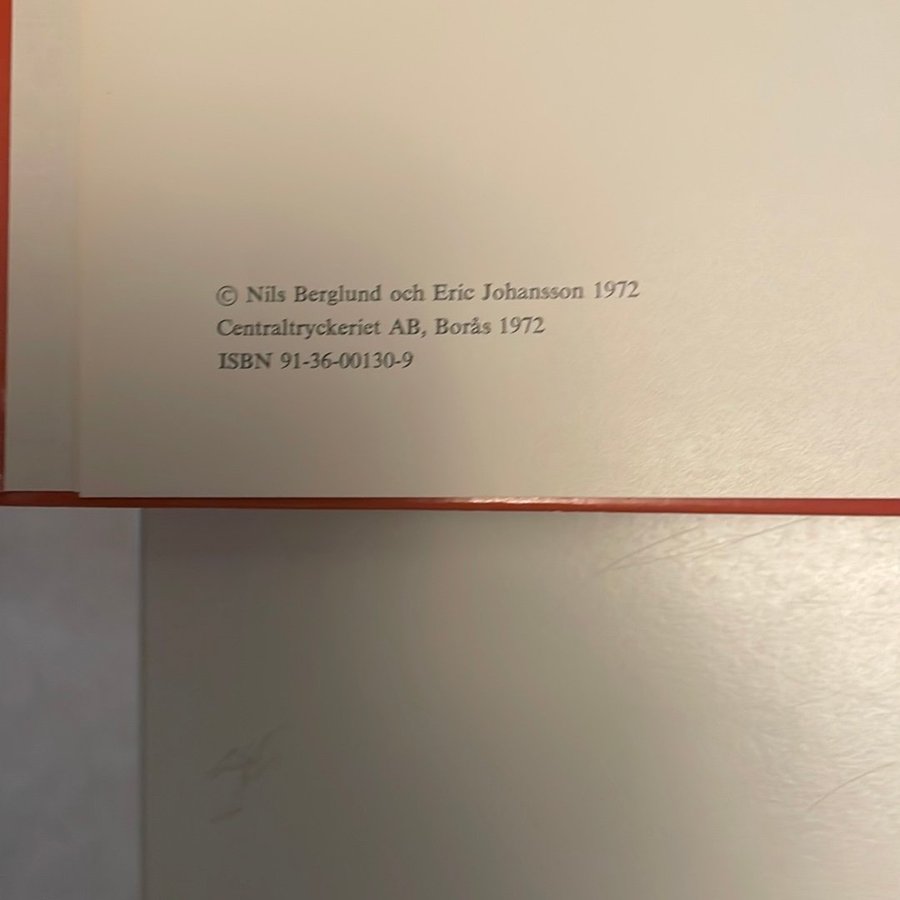 © Nils Berglund och Eric Johansson 1972
Centraltryckeriet AB, Borås 1972
ISBN 91-36-00130-9